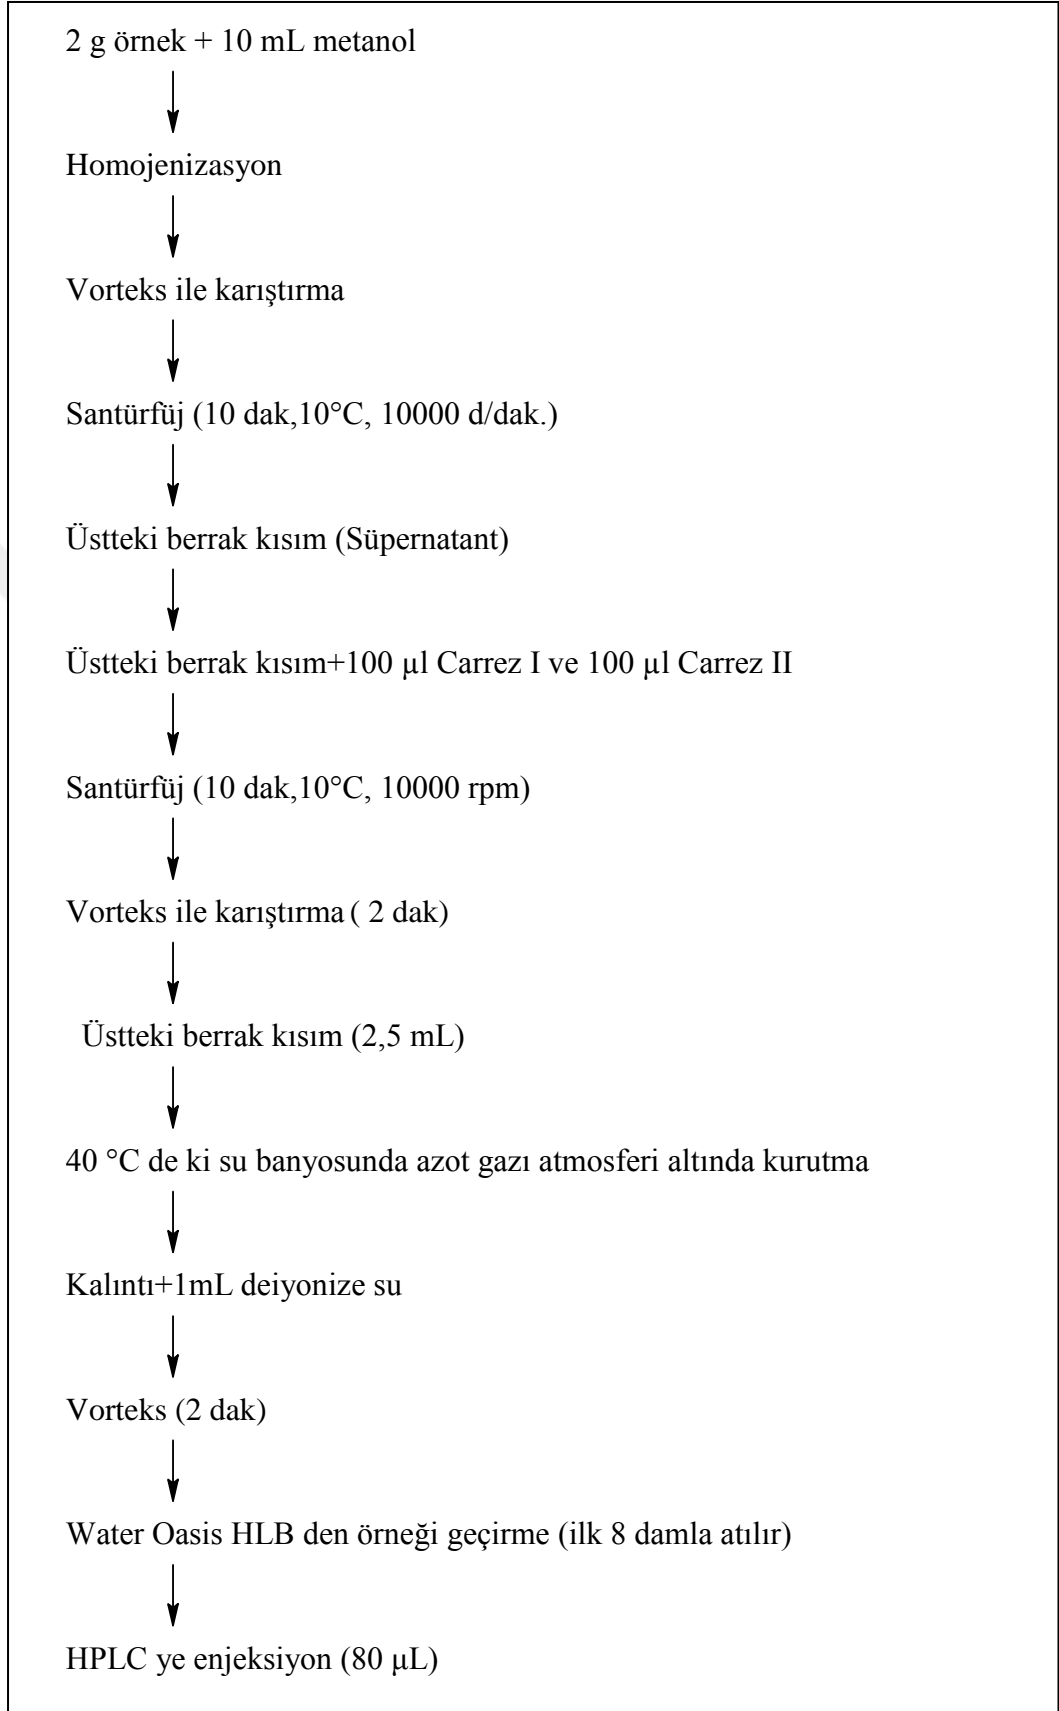 2 g örnek + 10 mL metanol
Homojenizasyon
Vorteks ile karıştırma
Santürfüj (10 dak,10°C, 10000 d/dak.)
Üstteki berrak kısım (Süpernatant)
Üstteki berrak kısım+100 µl Carrez I ve 100 µl Carrez II
Santürfüj (10 dak,10°C, 10000 rpm)
Vorteks ile karıştırma ( 2 dak)
Üstteki berrak kısım (2,5 mL)
40 °C de ki su banyosunda azot gazı atmosferi altında kurutma
Kalıntı+1mL deiyonize su
Vorteks (2 dak)
Water Oasis HLB den örneği geçirme (ilk 8 damla atılır)
HPLC ye enjeksiyon (80 µL)